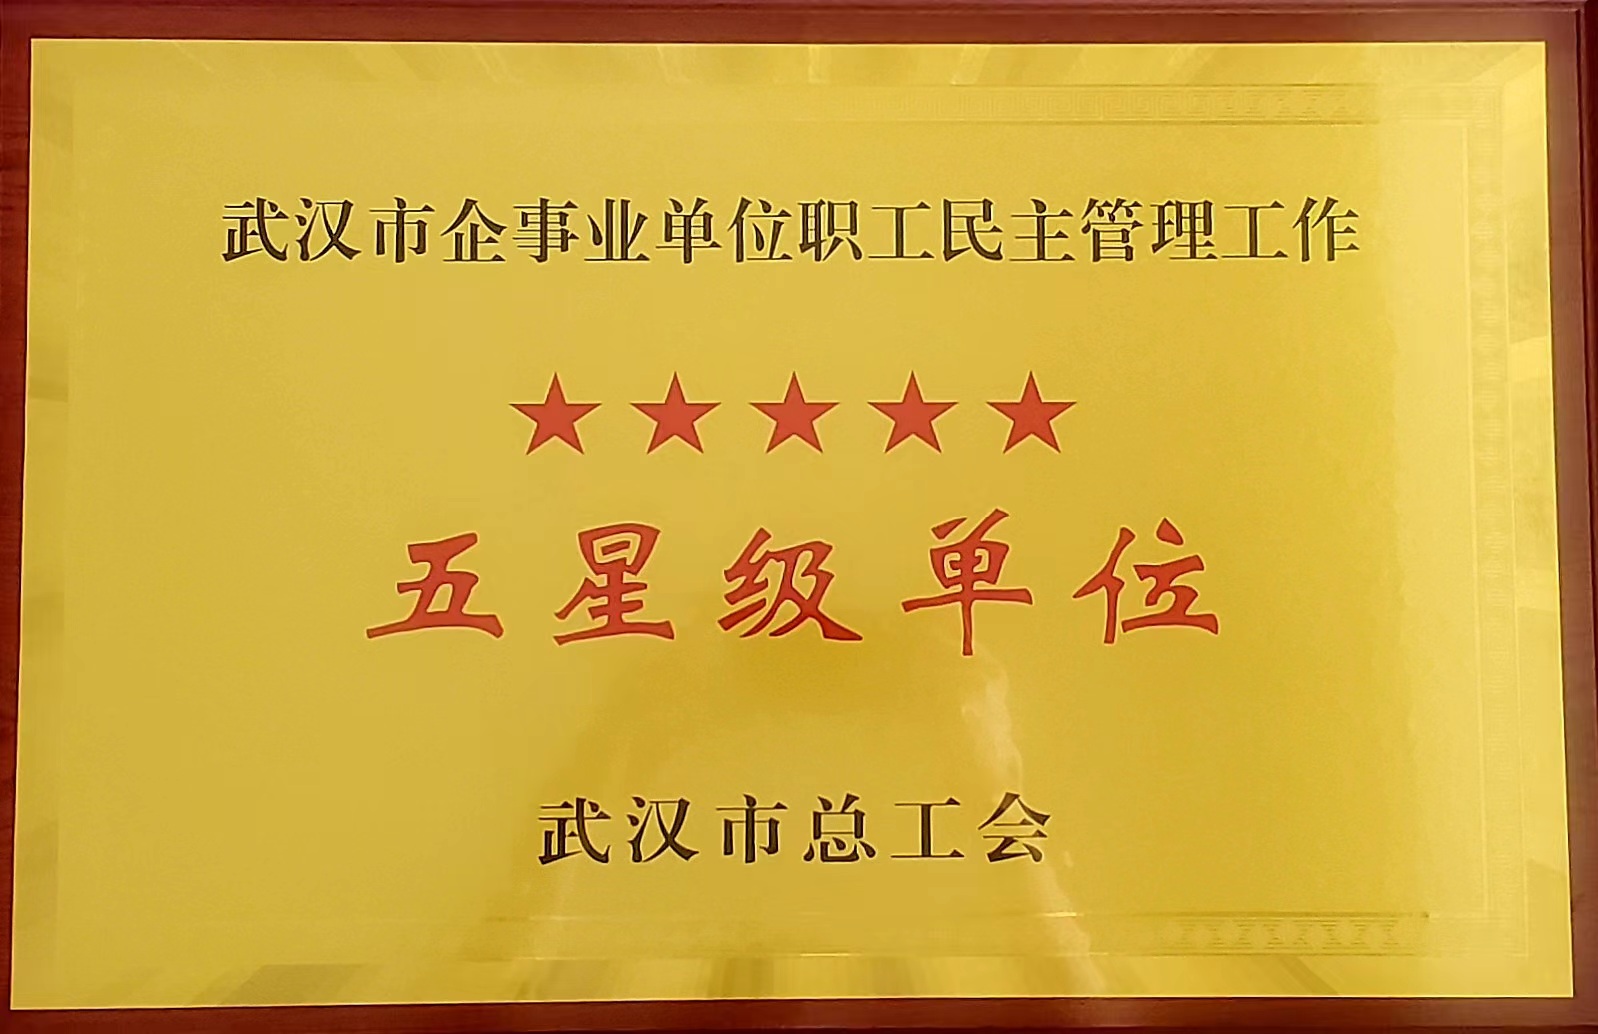 武汉市企事业单位职工民主管理工作
★★★★★
五星级单位
武汉市总工会